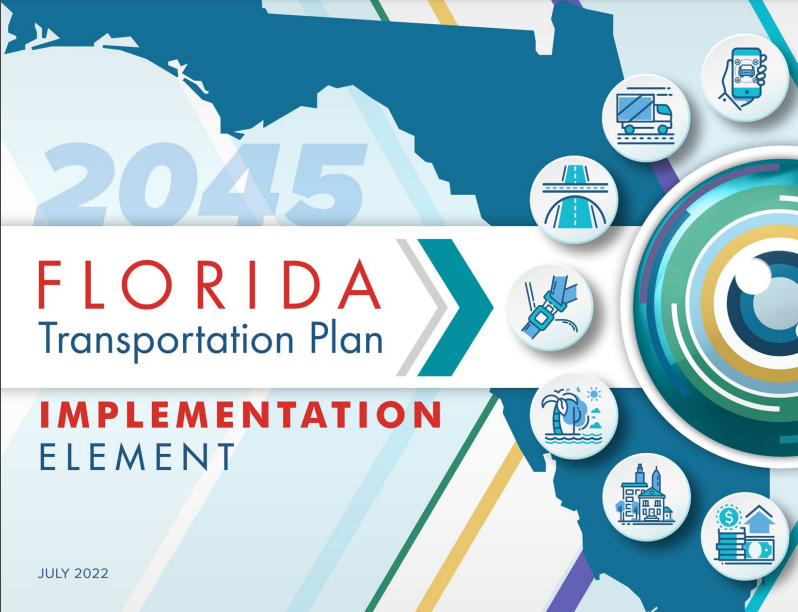 2045
FLORIDA
Transportation Plan
IMPLEMENTATION
ELEMENT
JULY 2022
$